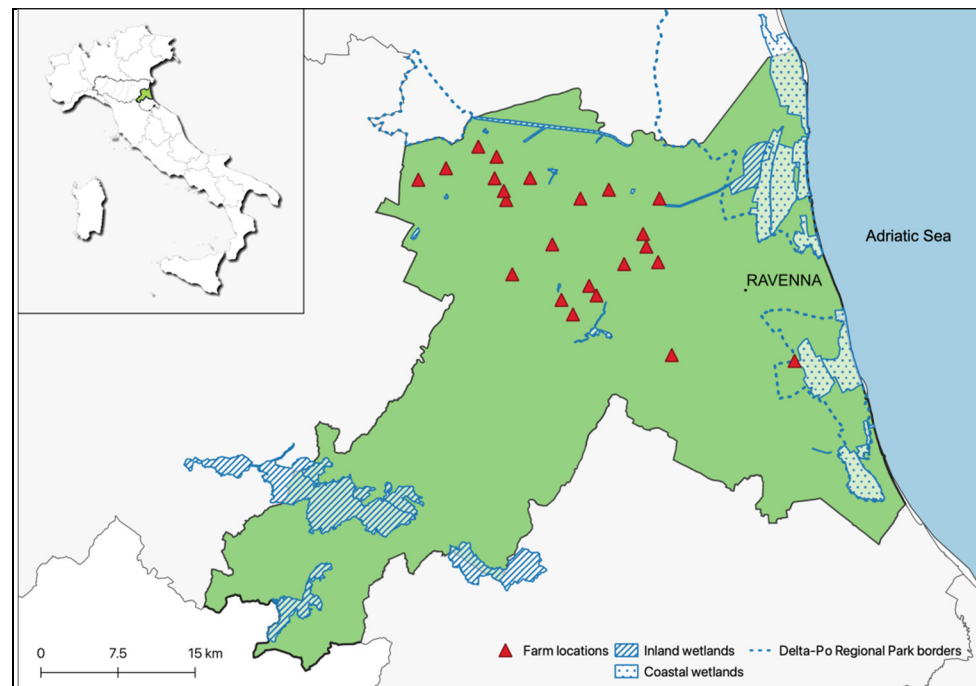 Adriatic Sea
RAVENNA
0 7.5 15 km
Farm locations
Inland wetlands
Delta-Po Regional Park borders
Coastal wetlands